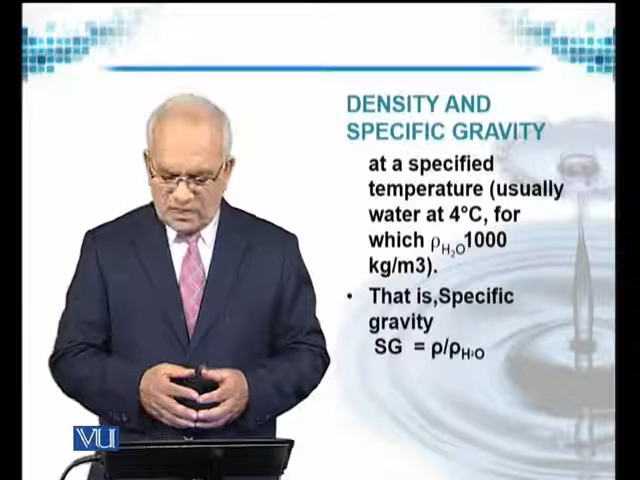 DENSITY AND
SPECIFIC GRAVITY
at a specified
temperature (usually
water at 4°C, for
which ρH₂O1000
kg/m3).
• That is,Specific
gravity
SG = ρ/ρH₂O
VU